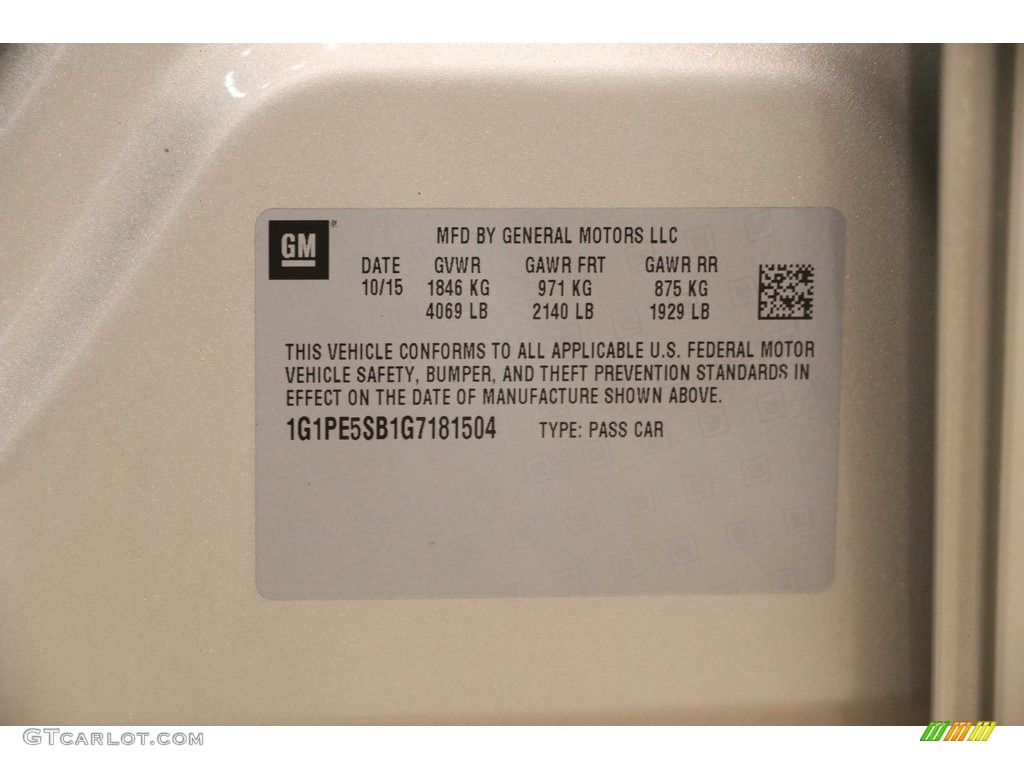 GM
MFD BY GENERAL MOTORS LLC
DATE GVWR GAWR FRT GAWR RR
10/15 1846 KG 971 KG 875 KG
4069 LB 2140 LB 1929 LB
THIS VEHICLE CONFORMS TO ALL APPLICABLE U.S. FEDERAL MOTOR
VEHICLE SAFETY, BUMPER, AND THEFT PREVENTION STANDARDS IN
EFFECT ON THE DATE OF MANUFACTURE SHOWN ABOVE.
1G1PE5SB1G7181504 TYPE: PASS CAR
GTCARLOT.COM